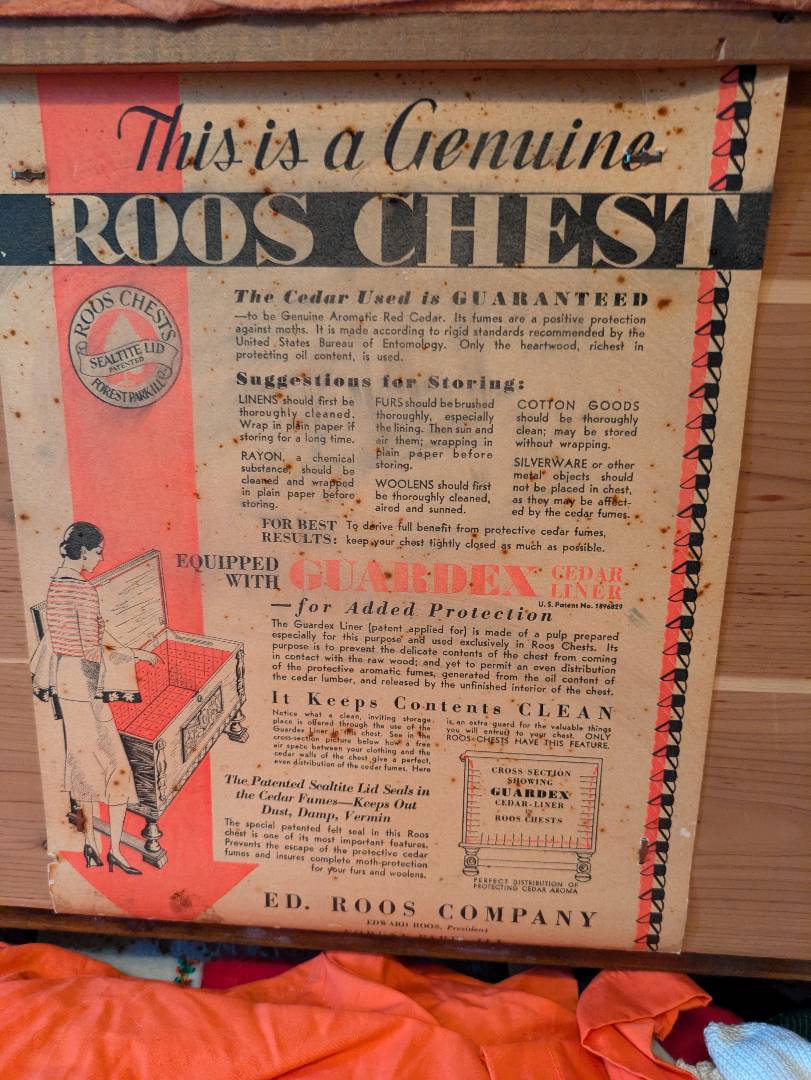 This is a Genuine
ROOS CHEST
ROOS CHESTS
SEALTITE LID
PATENTED
FOREST PARK ILL.
The Cedar Used is GUARANTEED
—to be Genuine Aromatic Red Cedar. Its fumes are a positive protection
against moths. It is made according to rigid standards recommended by the
United States Bureau of Entomology. Only the heartwood, richest in
protecting oil content, is used.
Suggestions for Storing:
LINENS should first be
thoroughly cleaned.
Wrap in plain paper if
storing for a long time.
RAYON, a chemical
substance, should be
cleaned and wrapped
in plain paper before
storing.
FURS should be brushed
thoroughly, especially
the lining. Then sun and
air them; wrapping in
plain paper before
storing.
WOOLENS should first
be thoroughly cleaned,
aired and sunned.
COTTON GOODS
should be thoroughly
clean; may be stored
without wrapping.
SILVERWARE or other
metal objects should
not be placed in chest,
as they may be affect-
ed by the cedar fumes.
FOR BEST
RESULTS:
To derive full benefit from protective cedar fumes,
keep your chest tightly closed as much as possible.
EQUIPPED
WITH
GUARDEX
CEDAR
LINER
U. S. Patent No. 1896829
—for Added Protection
The Guardex Liner (patent applied for) is made of a pulp prepared
especially for this purpose and used exclusively in Roos Chests. Its
purpose is to prevent the delicate contents of the chest from coming
in contact with the raw wood; and yet to permit an even distribution
of the protective aromatic fumes, generated from the oil content of
the cedar lumber, and released by the unfinished interior of the chest.
It Keeps Contents CLEAN
Notice what a clean, inviting storage
place is offered through the use of the
Guardex Liner in this chest. See in the
cross-section picture below how a free
air space between your clothing and the
cedar walls of the chest give a perfect,
even distribution of the cedar fumes. Here
is an extra guard for the valuable things
you will entrust to your chest. ONLY
ROOS-CHESTS HAVE THIS FEATURE.
The Patented Sealtite Lid Seals in
the Cedar Fumes—Keeps Out
Dust, Damp, Vermin
The special patented felt seal in this Roos
chest is one of its most important features.
Prevents the escape of the protective cedar
fumes and insures complete moth-protection
for your furs and woolens.
CROSS SECTION
SHOWING
GUARDEX
CEDAR-LINER
IN
ROOS CHESTS
PERFECT DISTRIBUTION OF
PROTECTING CEDAR AROMA
ED. ROOS COMPANY
EDWARD ROOS, President